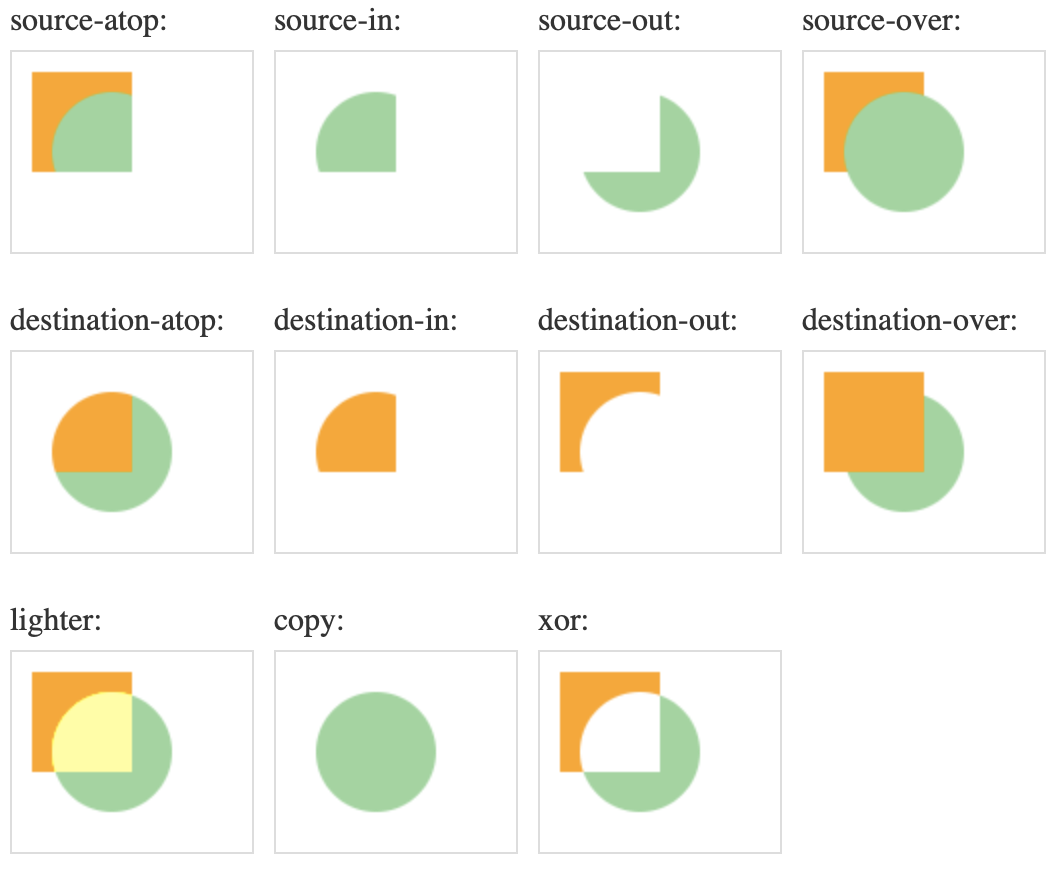 source-atop:
source-in:
source-out:
source-over:
destination-atop:
destination-in:
destination-out:
destination-over:
lighter:
copy:
xor: